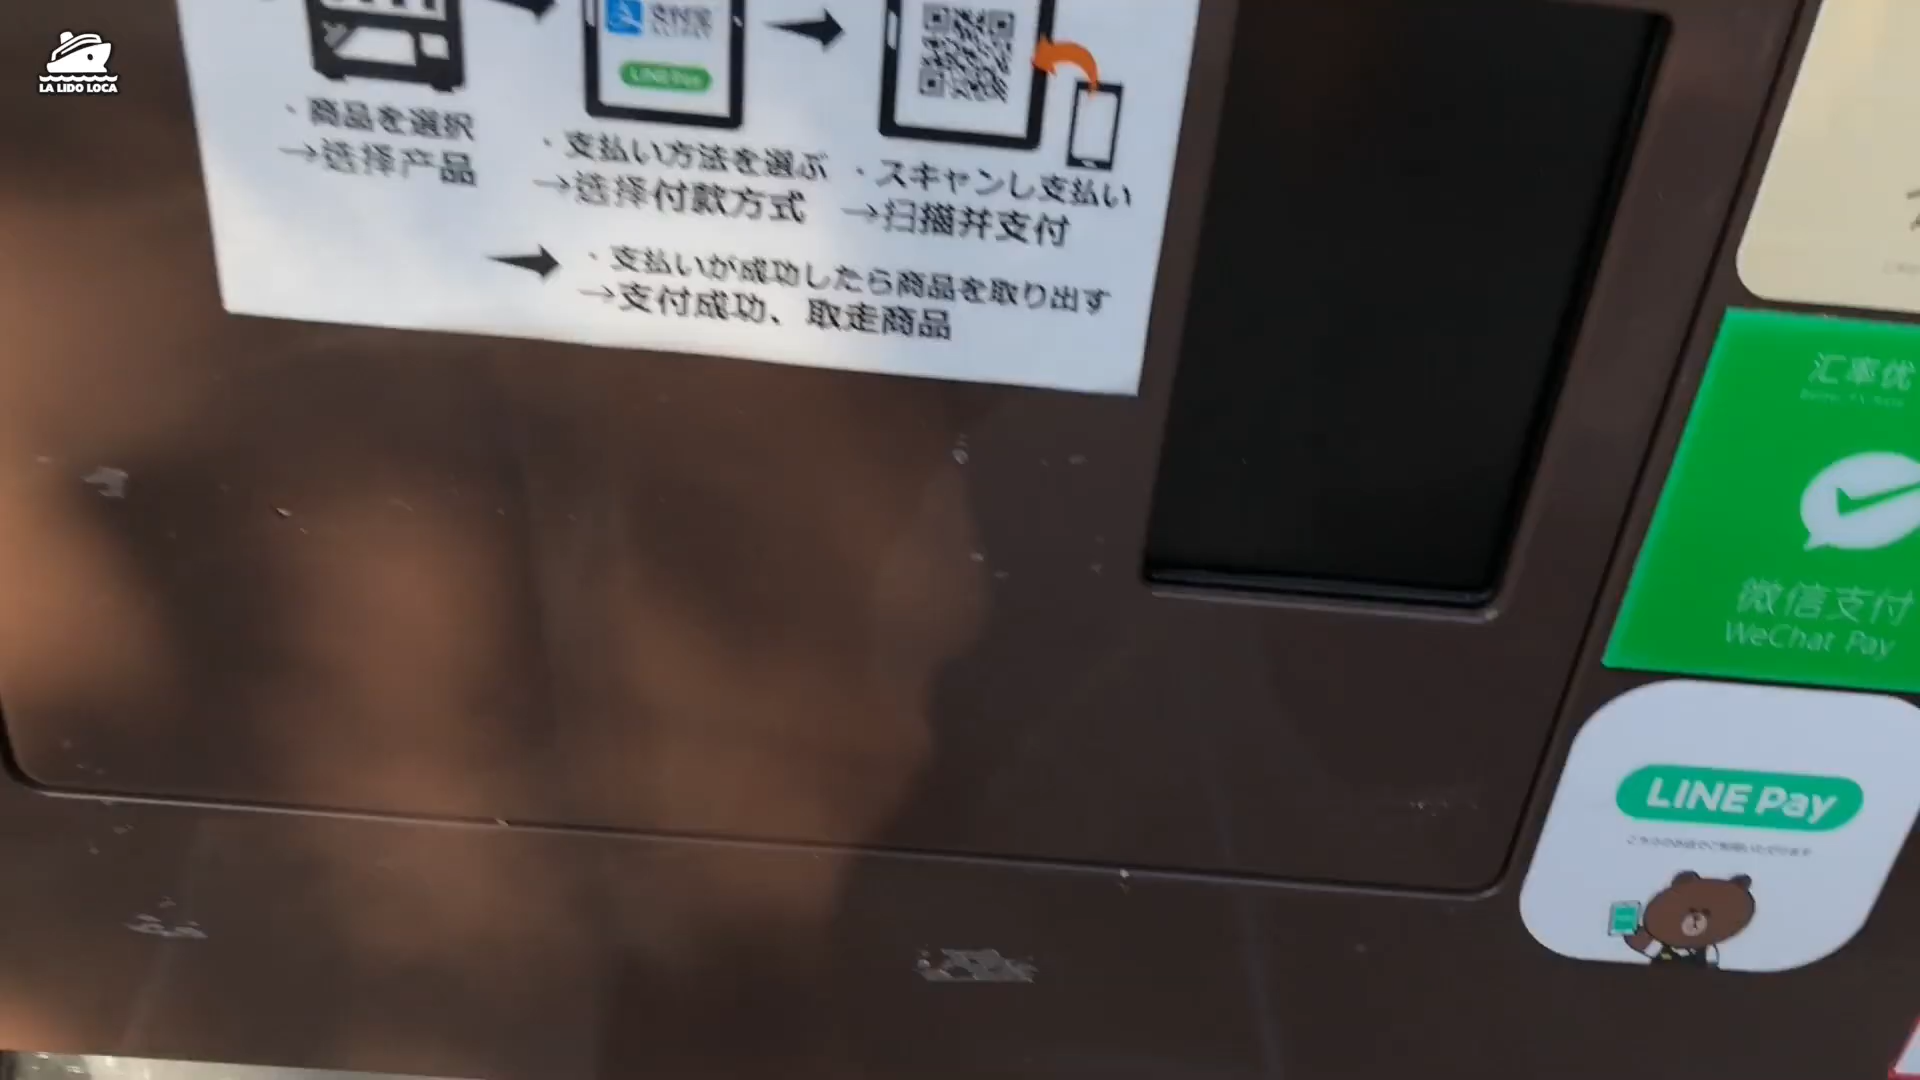 LA LIDO LOCA
支付宝
LINE Pay
・商品を選択
→选择产品
・支払い方法を選ぶ
→选择付款方式
・スキャンし支払い
→扫描并支付
・支払いが成功したら商品を取り出す
→支付成功、取走商品
汇率优
微信支付
WeChat Pay
LINE Pay